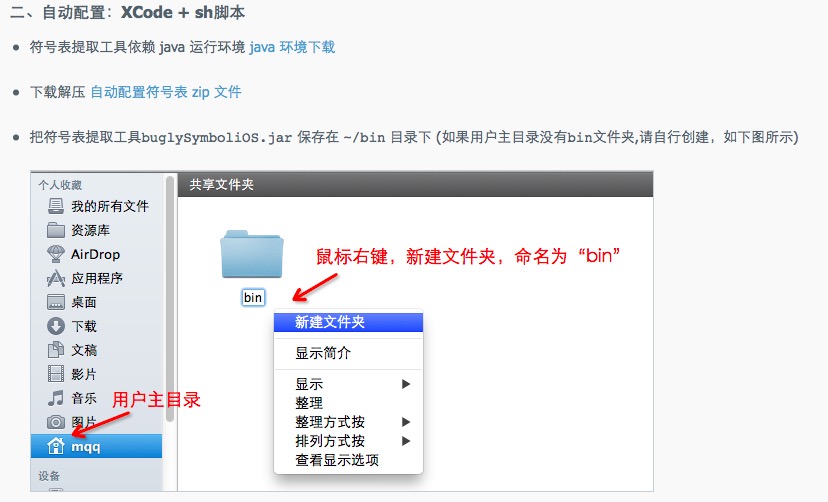 二、自动配置：XCode + sh脚本
符号表提取工具依赖 java 运行环境 java 环境下载
下载解压 自动配置符号表 zip 文件
把符号表提取工具buglySymboliOS.jar 保存在 ~/bin 目录下 (如果用户主目录没有bin文件夹,请自行创建，如下图所示)
个人收藏
我的所有文件
资源库
AirDrop
应用程序
桌面
下载
文稿
影片
音乐
图片
mqq
设备
用户主目录
共享文件夹
bin
鼠标右键，新建文件夹，命名为“bin”
新建文件夹
显示简介
显示
整理
整理方式按
排列方式按
查看显示选项